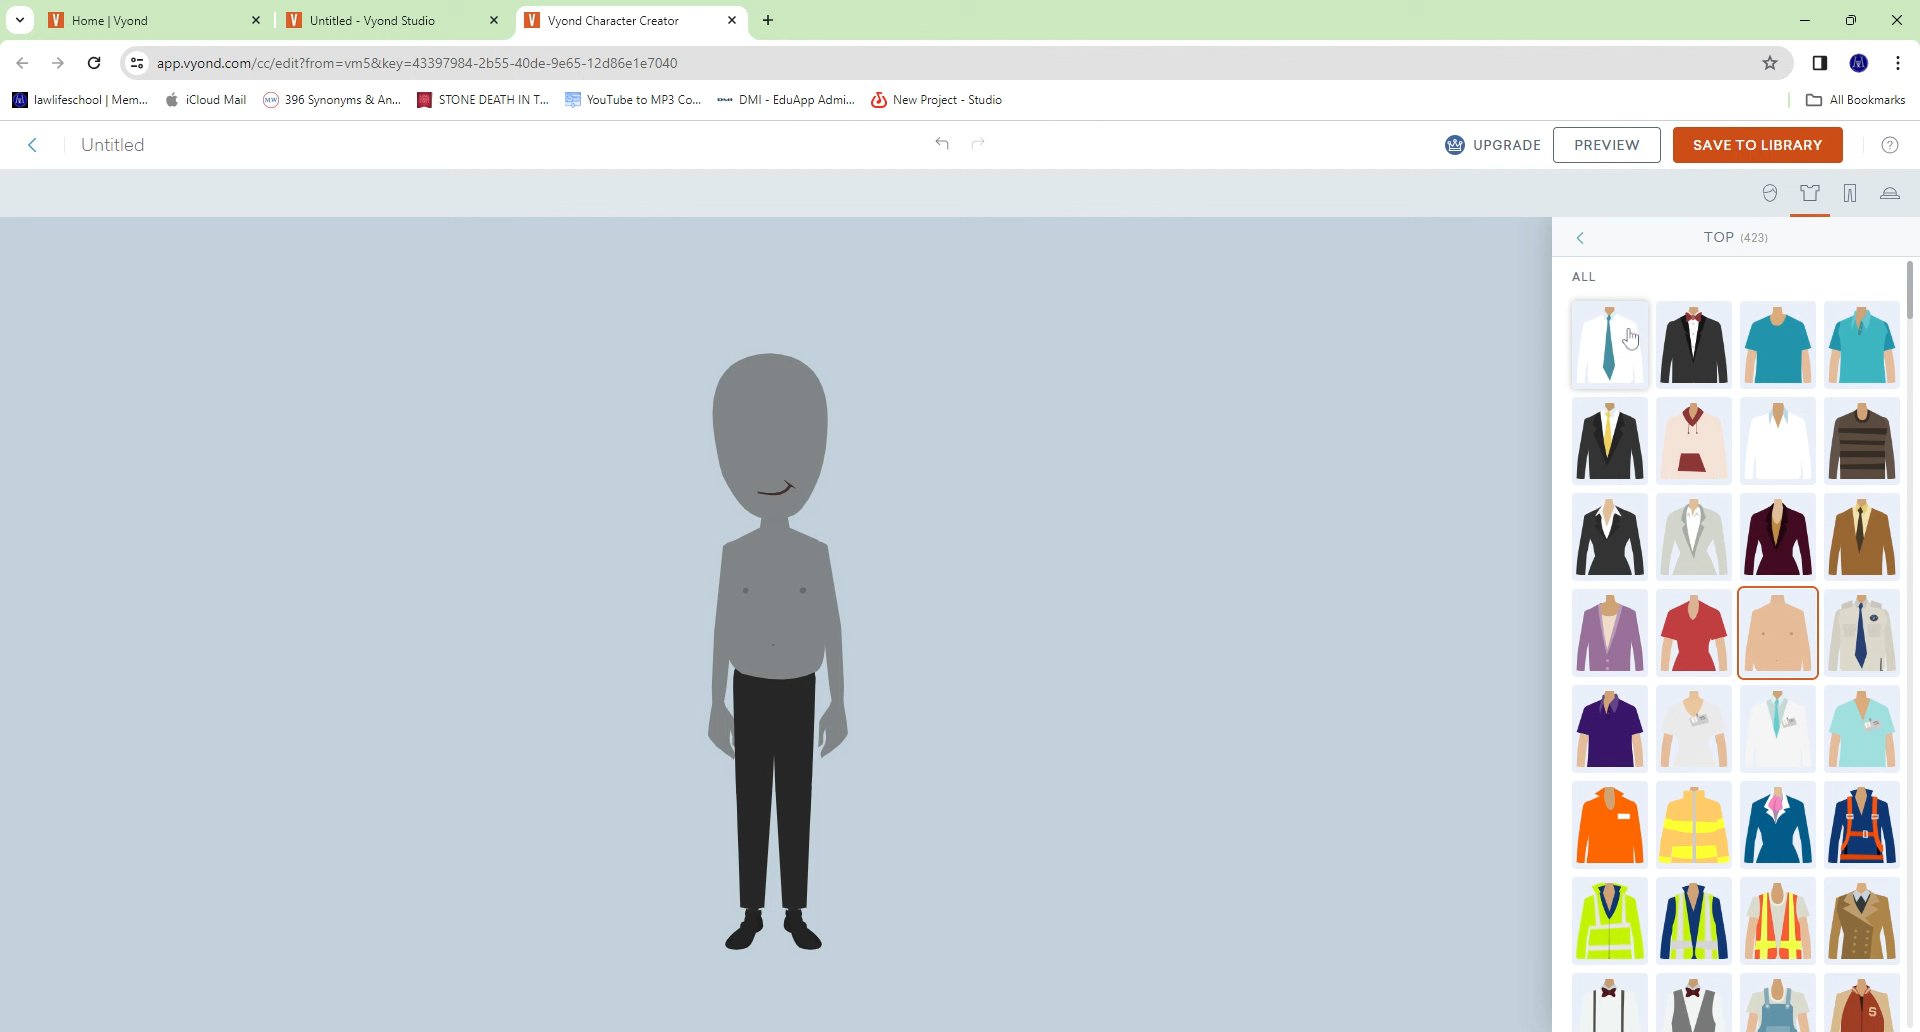 Home | Vyond
Untitled - Vyond Studio
Vyond Character Creator
app.vyond.com/cc/edit?from=vm5&key=43397984-2b55-40de-9e65-12d86e1e7040
lawlifeschool | Mem...
iCloud Mail
MW
396 Synonyms & An...
STONE DEATH IN T...
YouTube to MP3 Co...
DMI - EduApp Admi...
New Project - Studio
All Bookmarks
Untitled
UPGRADE
PREVIEW
SAVE TO LIBRARY
TOP (423)
ALL
S